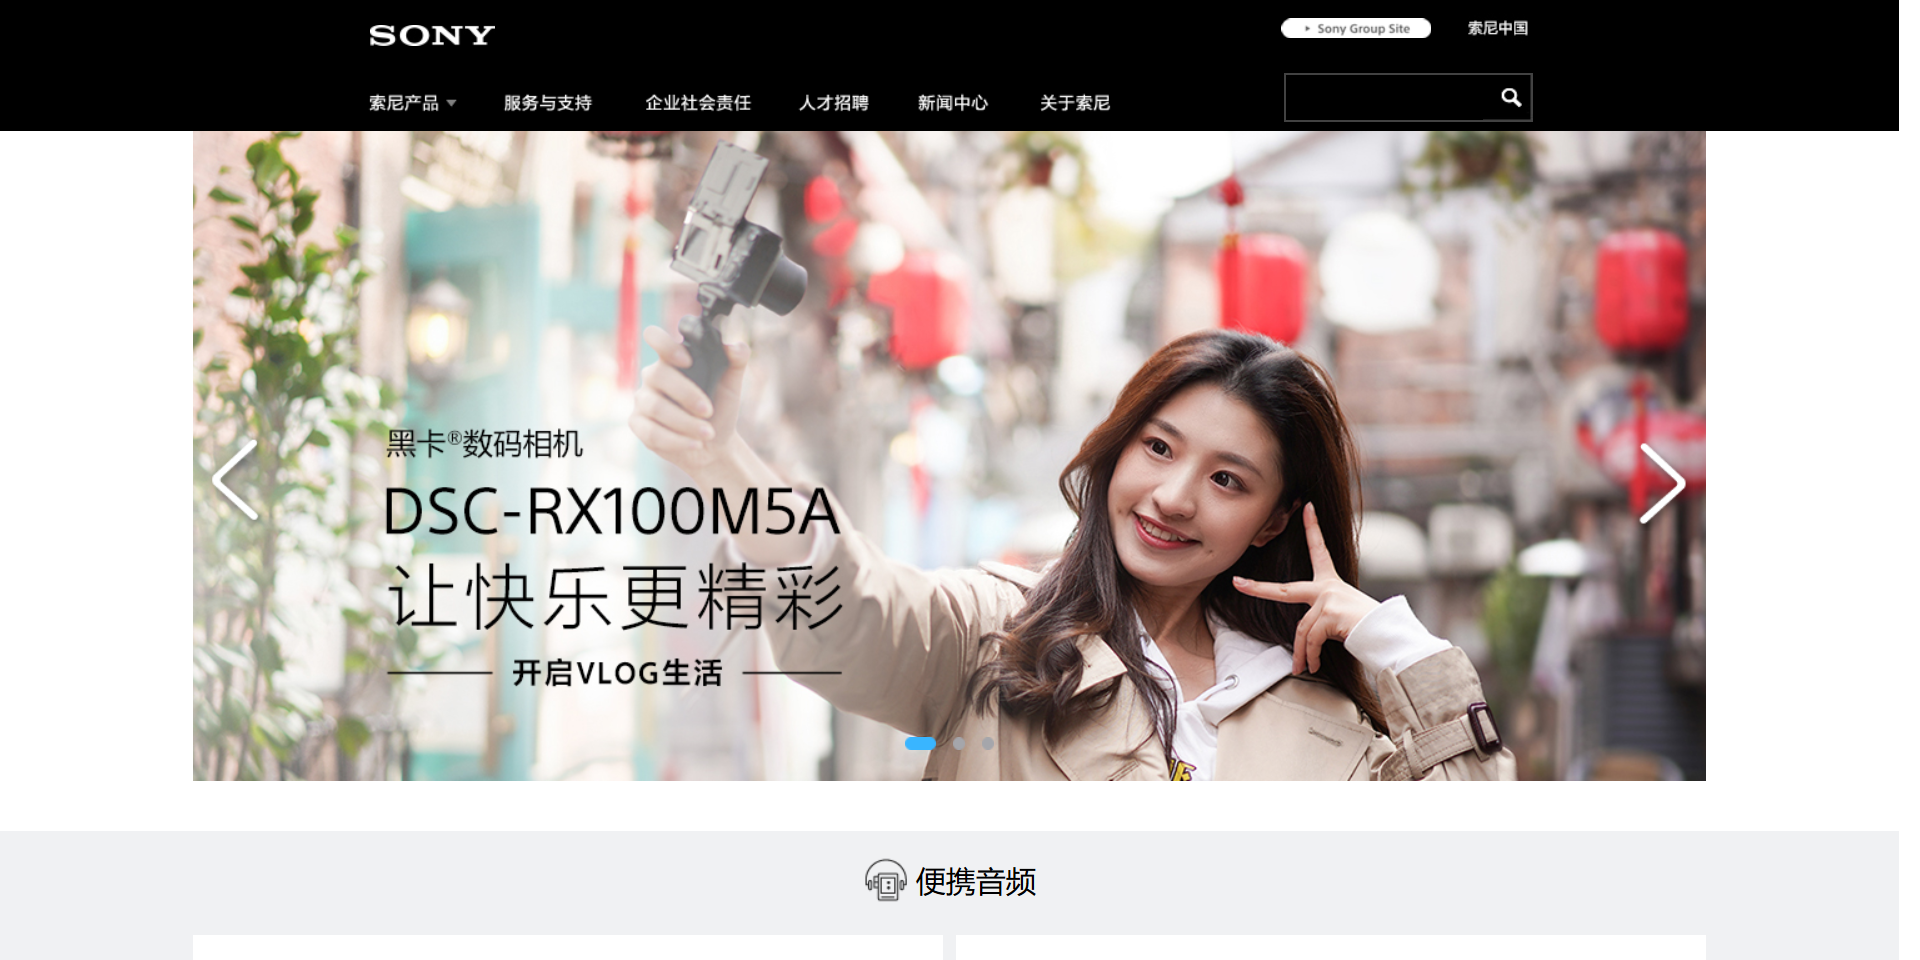 SONY
Sony Group Site
索尼中国
索尼产品
服务与支持
企业社会责任
人才招聘
新闻中心
关于索尼
黑卡®数码相机
DSC-RX100M5A
让快乐更精彩
开启VLOG生活
便携音频